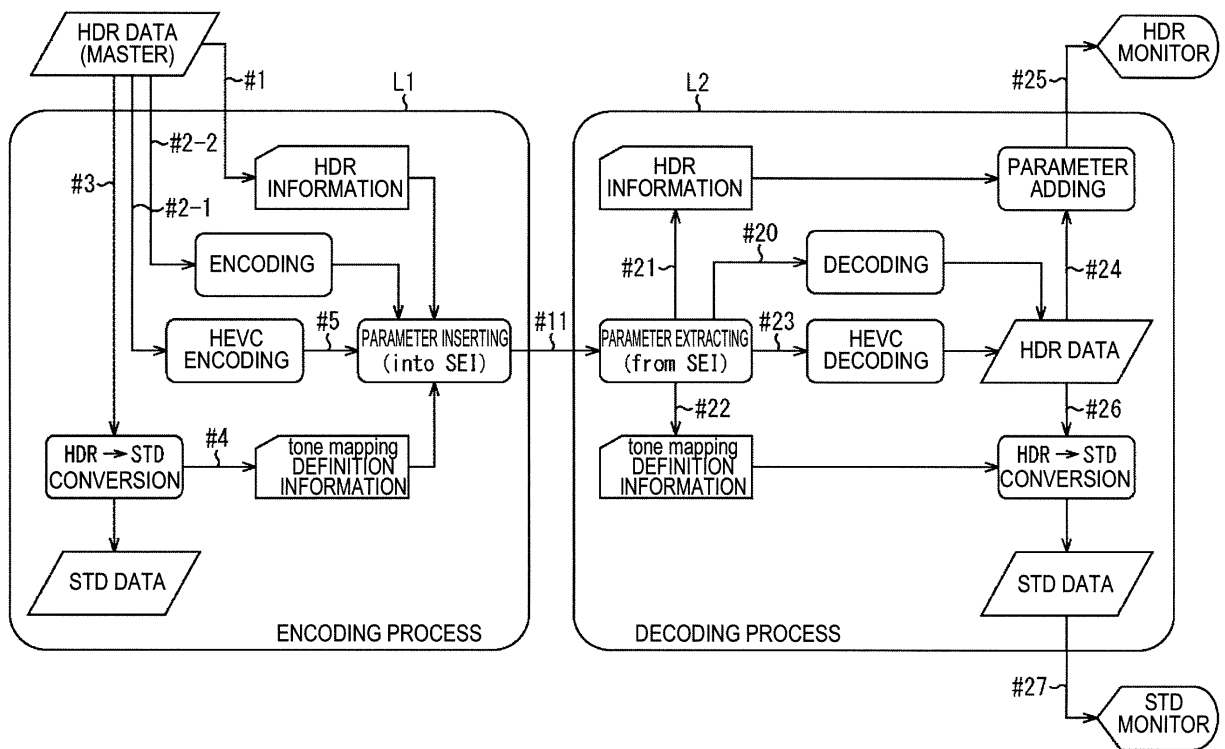 HDR DATA
(MASTER)
#1
L1
#2-2
#3
#2-1
HDR
INFORMATION
ENCODING
HEVC
ENCODING
#5
PARAMETER INSERTING
(into SEI)
#11
HDR → STD
CONVERSION
#4
tone mapping
DEFINITION
INFORMATION
STD DATA
ENCODING PROCESS
L2
HDR
INFORMATION
#21
#20
DECODING
PARAMETER EXTRACTING
(from SEI)
#23
HEVC
DECODING
#22
tone mapping
DEFINITION
INFORMATION
#25
HDR
MONITOR
PARAMETER
ADDING
#24
HDR DATA
#26
HDR → STD
CONVERSION
STD DATA
DECODING PROCESS
#27
STD
MONITOR